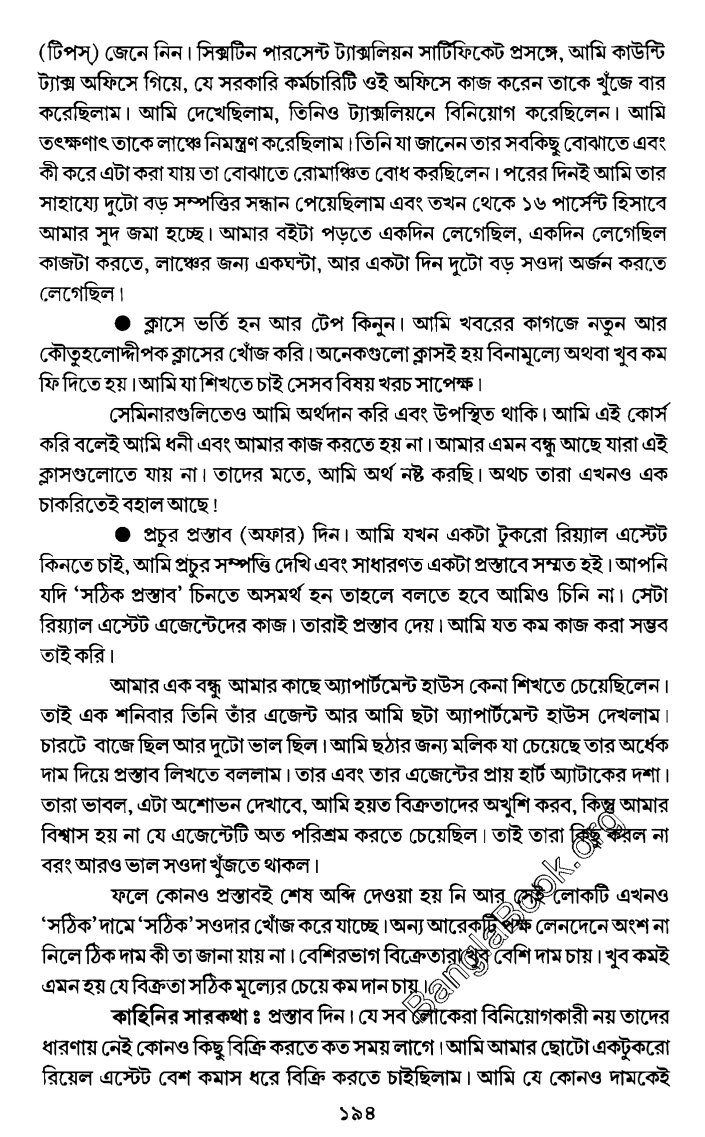 (টিপস্) জেনে নিন। সিক্সটিন পারসেন্ট ট্যাক্সলিয়ন সার্টিফিকেট প্রসঙ্গে, আমি কাউন্টি
ট্যাক্স অফিসে গিয়ে, যে সরকারি কর্মচারিটি ওই অফিসে কাজ করেন তাকে খুঁজে বার
করেছিলাম। আমি দেখেছিলাম, তিনিও ট্যাক্সলিয়নে বিনিয়োগ করেছিলেন। আমি
তৎক্ষণাৎ তাকে লাঞ্চে নিমন্ত্রণ করেছিলাম। তিনি যা জানেন তার সবকিছু বোঝাতে এবং
কী করে এটা করা যায় তা বোঝাতে রোমাঞ্চিত বোধ করছিলেন। পরের দিনই আমি তার
সাহায্যে দুটো বড় সম্পত্তির সন্ধান পেয়েছিলাম এবং তখন থেকে ১৬ পার্সেন্ট হিসাবে
আমার সুদ জমা হচ্ছে। আমার বইটা পড়তে একদিন লেগেছিল, একদিন লেগেছিল
কাজটা করতে, লাঞ্চের জন্য একঘন্টা, আর একটা দিন দুটো বড় সওদা অর্জন করতে
লেগেছিল।
● ক্লাসে ভর্তি হন আর টেপ কিনুন। আমি খবরের কাগজে নতুন আর
কৌতুহলোদ্দীপক ক্লাসের খোঁজ করি। অনেকগুলো ক্লাসই হয় বিনামূল্যে অথবা খুব কম
ফি দিতে হয়। আমি যা শিখতে চাই সেসব বিষয় খরচ সাপেক্ষ।
সেমিনারগুলিতেও আমি অর্থদান করি এবং উপস্থিত থাকি। আমি এই কোর্স
করি বলেই আমি ধনী এবং আমার কাজ করতে হয় না। আমার এমন বন্ধু আছে যারা এই
ক্লাসগুলোতে যায় না। তাদের মতে, আমি অর্থ নষ্ট করছি। অথচ তারা এখনও এক
চাকরিতেই বহাল আছে!
● প্রচুর প্রস্তাব (অফার) দিন। আমি যখন একটা টুকরো রিয়্যাল এস্টেট
কিনতে চাই, আমি প্রচুর সম্পত্তি দেখি এবং সাধারণত একটা প্রস্তাবে সম্মত হই। আপনি
যদি ‘সঠিক প্রস্তাব’ চিনতে অসমর্থ হন তাহলে বলতে হবে আমিও চিনি না। সেটা
রিয়্যাল এস্টেট এজেন্টেদের কাজ। তারাই প্রস্তাব দেয়। আমি যত কম কাজ করা সম্ভব
তাই করি।
আমার এক বন্ধু আমার কাছে অ্যাপার্টমেন্ট হাউস কেনা শিখতে চেয়েছিলেন।
তাই এক শনিবার তিনি তাঁর এজেন্ট আর আমি ছটা অ্যাপার্টমেন্ট হাউস দেখলাম।
চারটে বাজে ছিল আর দুটো ভাল ছিল। আমি ছঠার জন্য মলিক যা চেয়েছে তার অর্ধেক
দাম দিয়ে প্রস্তাব লিখতে বললাম। তার এবং তার এজেন্টের প্রায় হার্ট অ্যাটাকের দশা।
তারা ভাবল, এটা অশোভন দেখাবে, আমি হয়ত বিক্রতাদের অখুশি করব, কিন্তু আমার
বিশ্বাস হয় না যে এজেন্টেটি অত পরিশ্রম করতে চেয়েছিল। তাই তারা কিছু করল না
বরং আরও ভাল সওদা খুঁজতে থাকল।
ফলে কোনও প্রস্তাবই শেষ অব্দি দেওয়া হয় নি আর সেই লোকটি এখনও
‘সঠিক’ দামে ‘সঠিক’ সওদার খোঁজ করে যাচ্ছে। অন্য আরেকটি পক্ষ লেনদেনে অংশ না
নিলে ঠিক দাম কী তা জানা য়ায না। বেশিরভাগ বিক্রেতারা খুব বেশি দাম চায়। খুব কমই
এমন হয় যে বিক্রতা সঠিক মূল্যের চেয়ে কম দান চায়।
কাহিনির সারকথা ঃ প্রস্তাব দিন। যে সব লোকেরা বিনিয়োগকারী নয় তাদের
ধারণায় নেই কোনও কিছু বিক্রি করতে কত সময় লাগে। আমি আমার ছোটো একটুকরো
রিয়েল এস্টেট বেশ কমাস ধরে বিক্রি করতে চাইছিলাম। আমি যে কোনও দামকেই
১৯৪
BanglaBook.org